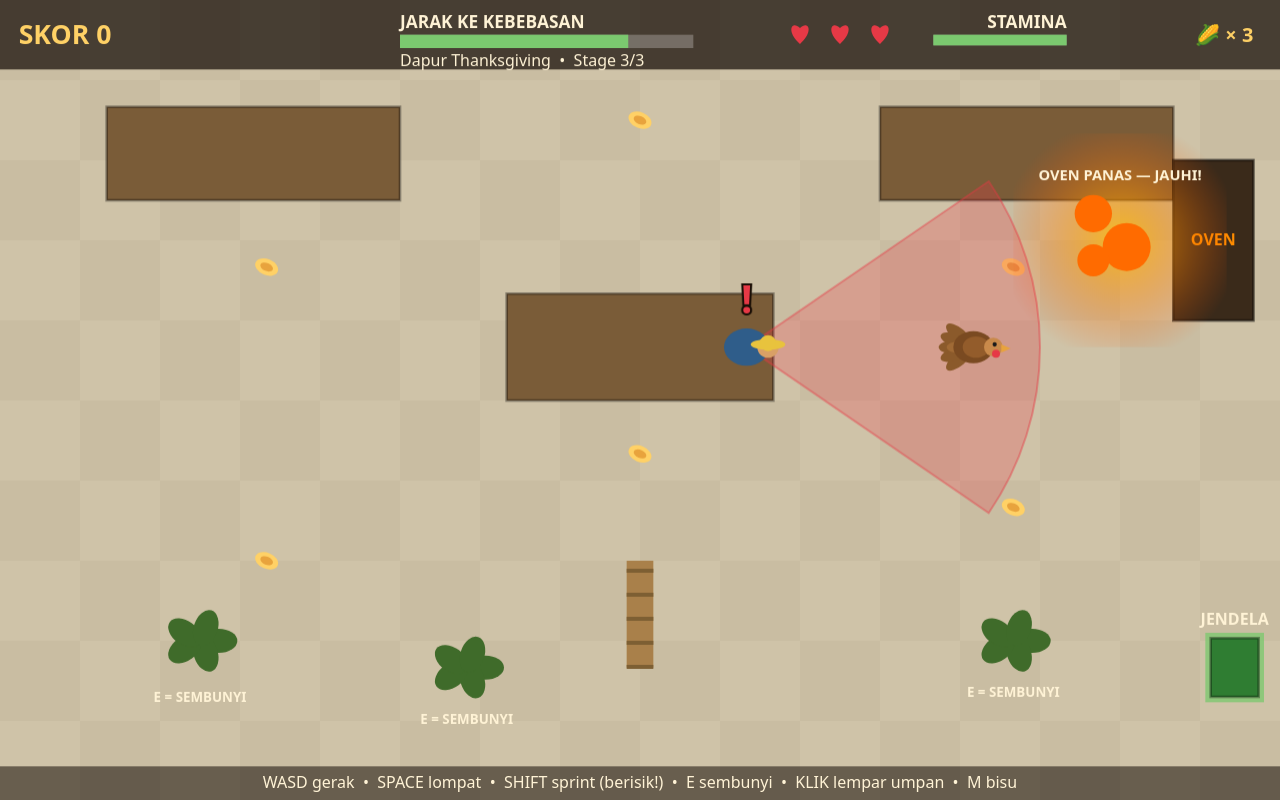 SKOR 0
JARAK KE KEBEBASAN
Dapur Thanksgiving • Stage 3/3
STAMINA
× 3
OVEN PANAS — JAUHI!
OVEN
!
JENDELA
E = SEMBUNYI
E = SEMBUNYI
E = SEMBUNYI
WASD gerak • SPACE lompat • SHIFT sprint (berisik!) • E sembunyi • KLIK lempar umpan • M bisu